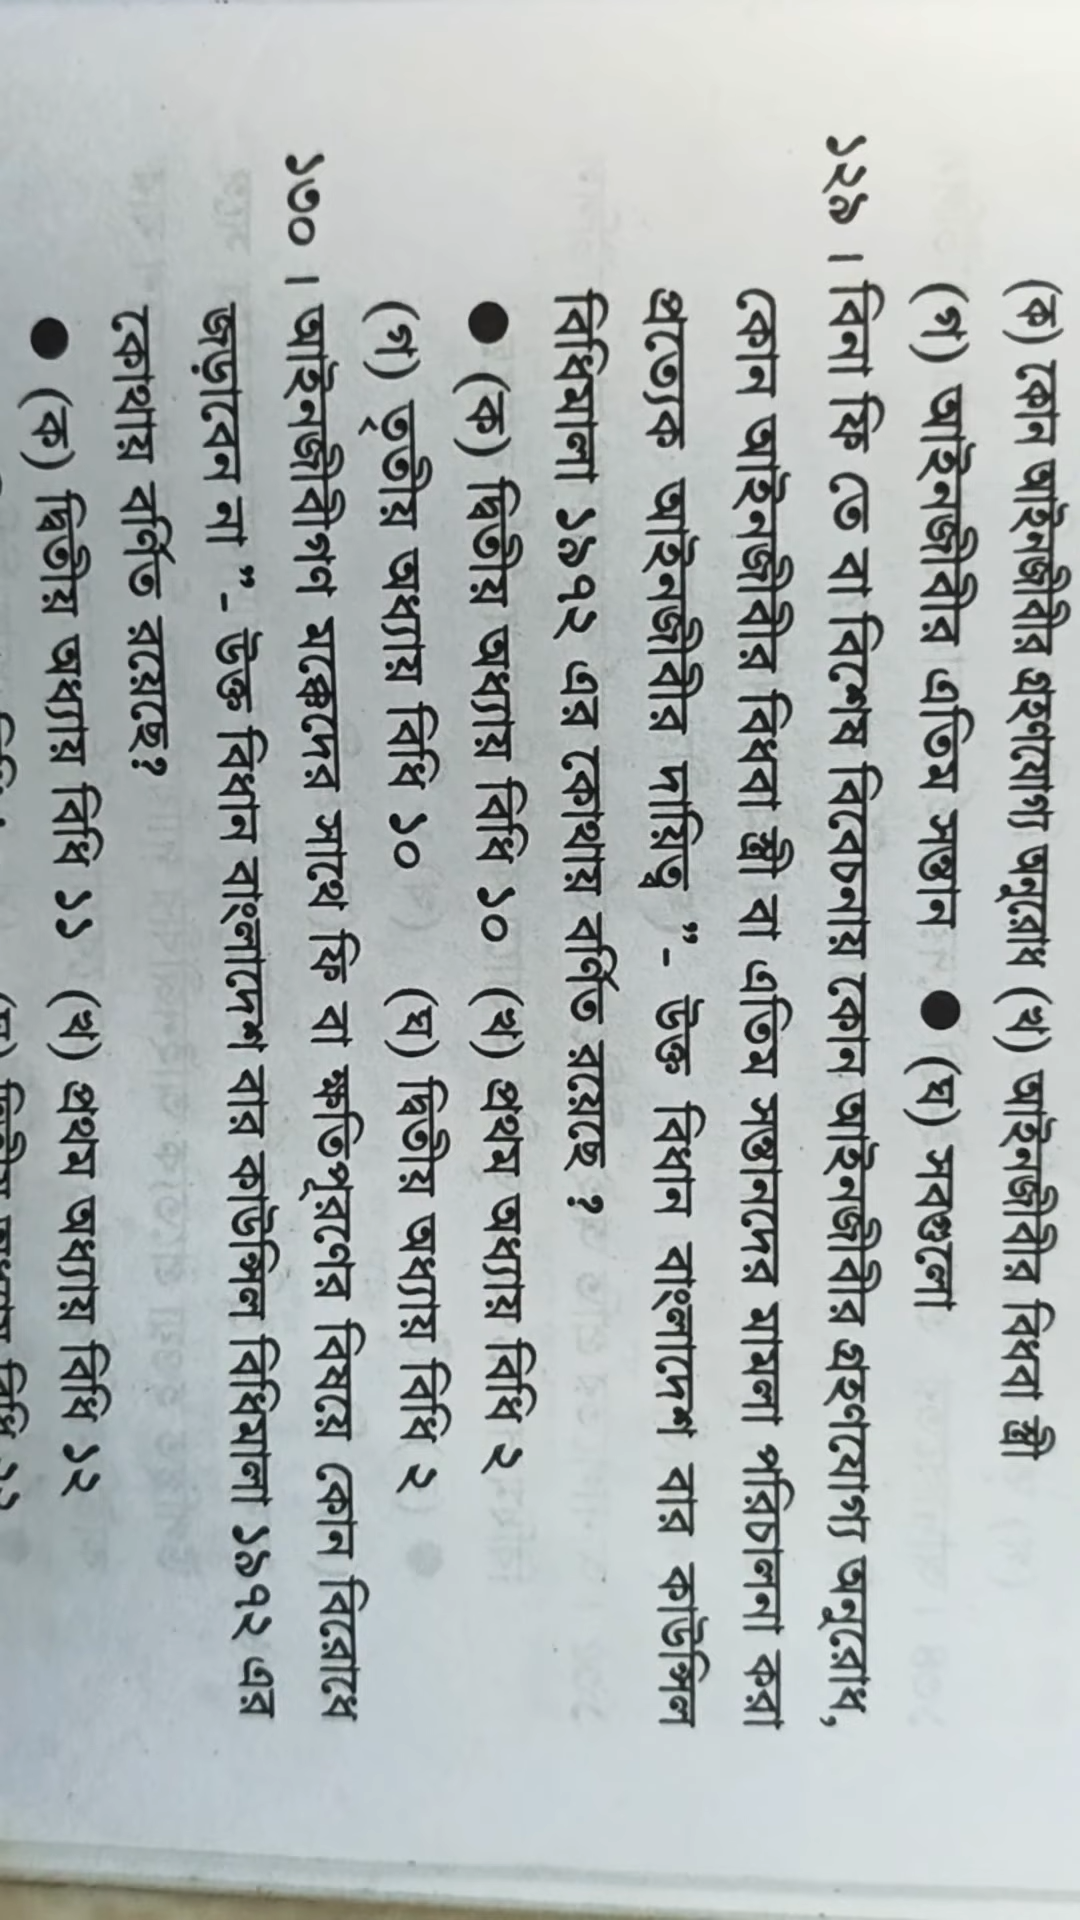 (ক) কোন আইনজীবীর গ্রহণযোগ্য অনুরোধ (খ) আইনজীবীর বিধবা স্ত্রী
(গ) আইনজীবীর এতিম সন্তান ● (ঘ) সবগুলো
১২৯। বিনা ফি তে বা বিশেষ বিবেচনায় কোন আইনজীবীর গ্রহণযোগ্য অনুরোধ,
কোন আইনজীবীর বিধবা স্ত্রী বা এতিম সন্তানদের মামলা পরিচালনা করা
প্রত্যেক আইনজীবীর দায়িত্ব ”- উক্ত বিধান বাংলাদেশ বার কাউন্সিল
বিধিমালা ১৯৭২ এর কোথায় বর্ণিত রয়েছে ?
● (ক) দ্বিতীয় অধ্যায় বিধি ১০ (খ) প্রথম অধ্যায় বিধি ২
(গ) তৃতীয় অধ্যায় বিধি ১০ (ঘ) দ্বিতীয় অধ্যায় বিধি ২
১৩০। আইনজীবীগণ মক্কেলদের সাথে ফি বা ক্ষতিপূরণের বিষয়ে কোন বিরোধে
জড়াবেন না ”- উক্ত বিধান বাংলাদেশ বার কাউন্সিল বিধিমালা ১৯৭২ এর
কোথায় বর্ণিত রয়েছে?
● (ক) দ্বিতীয় অধ্যায় বিধি ১১ (খ) প্রথম অধ্যায় বিধি ১২